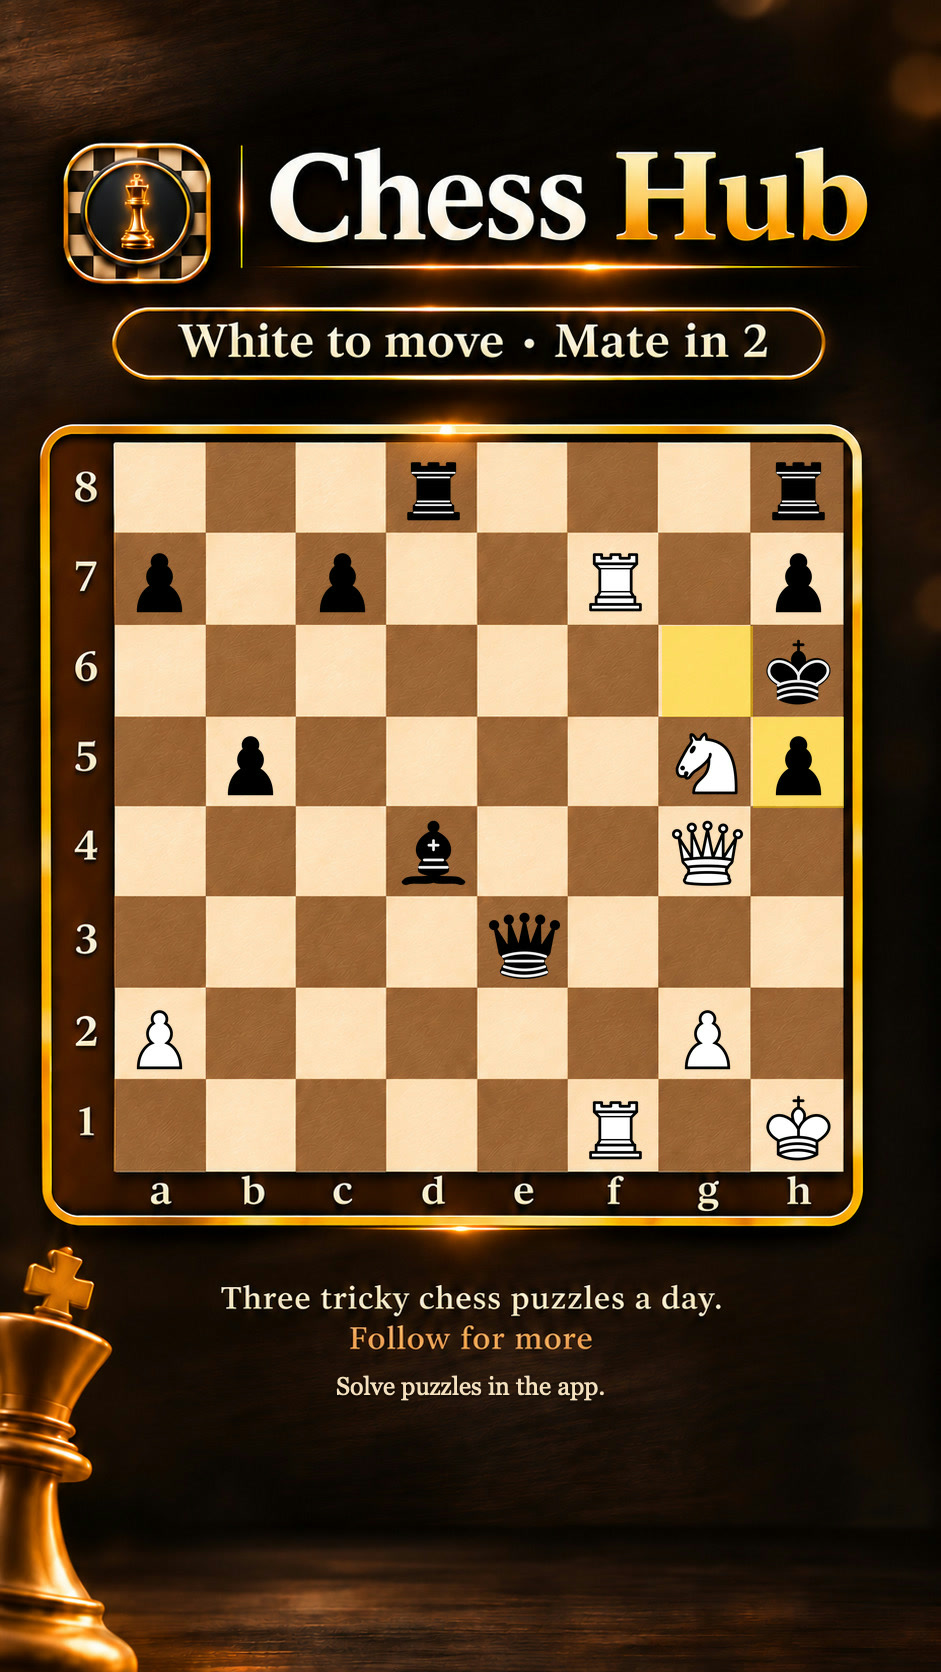 Chess Hub
White to move • Mate in 2
8
7
6
5
4
3
2
1
a b c d e f g h
Three tricky chess puzzles a day.
Follow for more
Solve puzzles in the app.